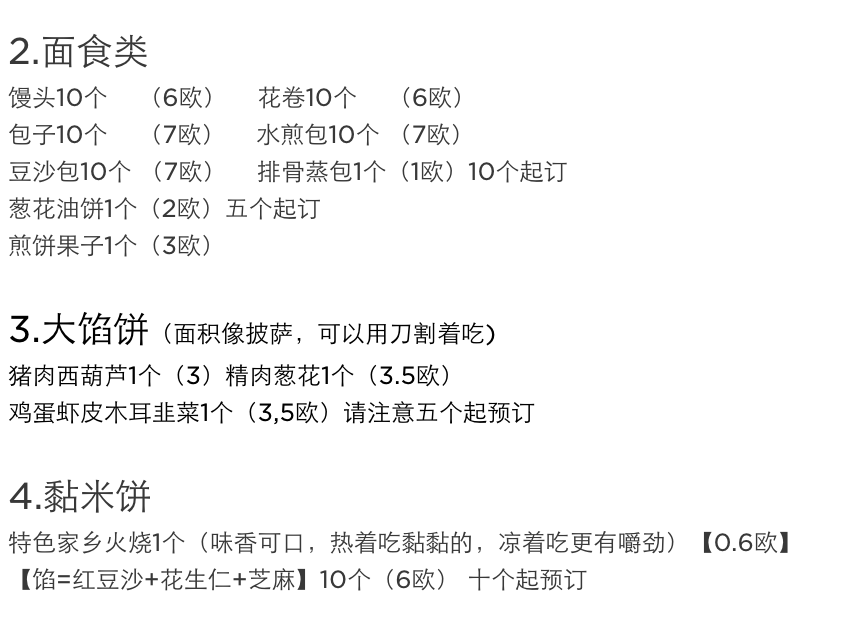 2.面食类
馒头10个 （6欧） 花卷10个 （6欧）
包子10个 （7欧） 水煎包10个 （7欧）
豆沙包10个 （7欧） 排骨蒸包1个（1欧）10个起订
葱花油饼1个（2欧）五个起订
煎饼果子1个（3欧）
3.大馅饼（面积像披萨，可以用刀割着吃)
猪肉西葫芦1个（3）精肉葱花1个（3.5欧）
鸡蛋虾皮木耳韭菜1个（3,5欧）请注意五个起预订
4.黏米饼
特色家乡火烧1个（味香可口，热着吃黏黏的，凉着吃更有嚼劲）【0.6欧】
【馅=红豆沙+花生仁+芝麻】10个（6欧） 十个起预订